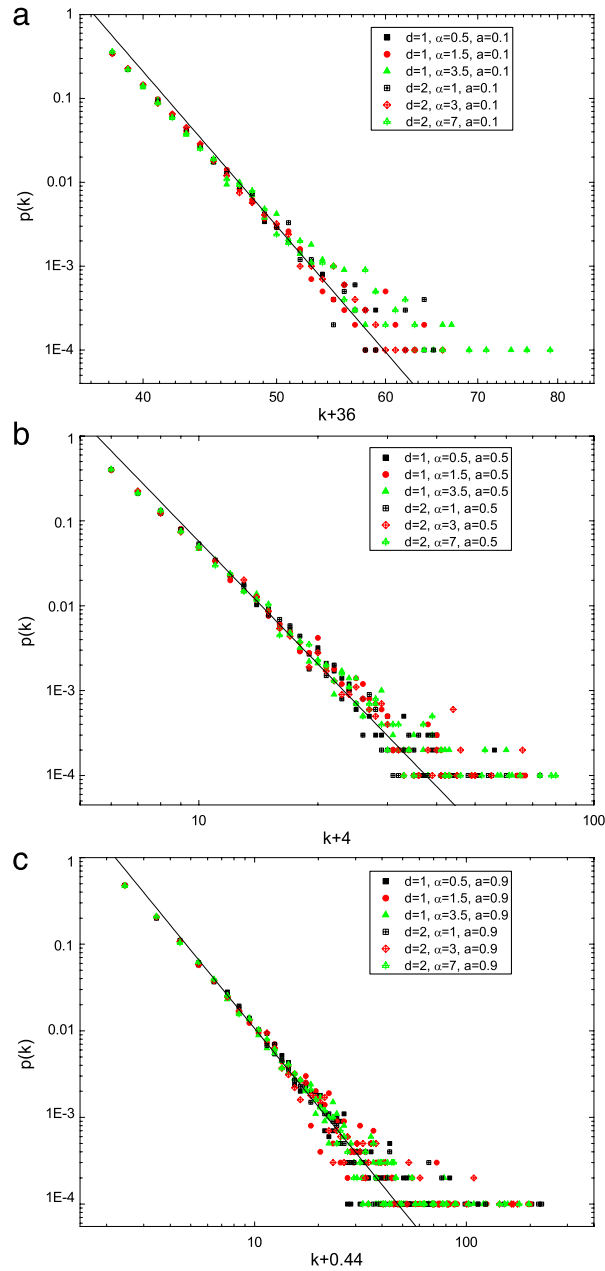 a
1
0.1
0.01
1E-3
1E-4
p(k)
d=1, α=0.5, a=0.1
d=1, α=1.5, a=0.1
d=1, α=3.5, a=0.1
d=2, α=1, a=0.1
d=2, α=3, a=0.1
d=2, α=7, a=0.1
40 50 60 70 80
k+36
b
1
0.1
0.01
1E-3
1E-4
p(k)
d=1, α=0.5, a=0.5
d=1, α=1.5, a=0.5
d=1, α=3.5, a=0.5
d=2, α=1, a=0.5
d=2, α=3, a=0.5
d=2, α=7, a=0.5
10 100
k+4
c
1
0.1
0.01
1E-3
1E-4
p(k)
d=1, α=0.5, a=0.9
d=1, α=1.5, a=0.9
d=1, α=3.5, a=0.9
d=2, α=1, a=0.9
d=2, α=3, a=0.9
d=2, α=7, a=0.9
10 100
k+0.44